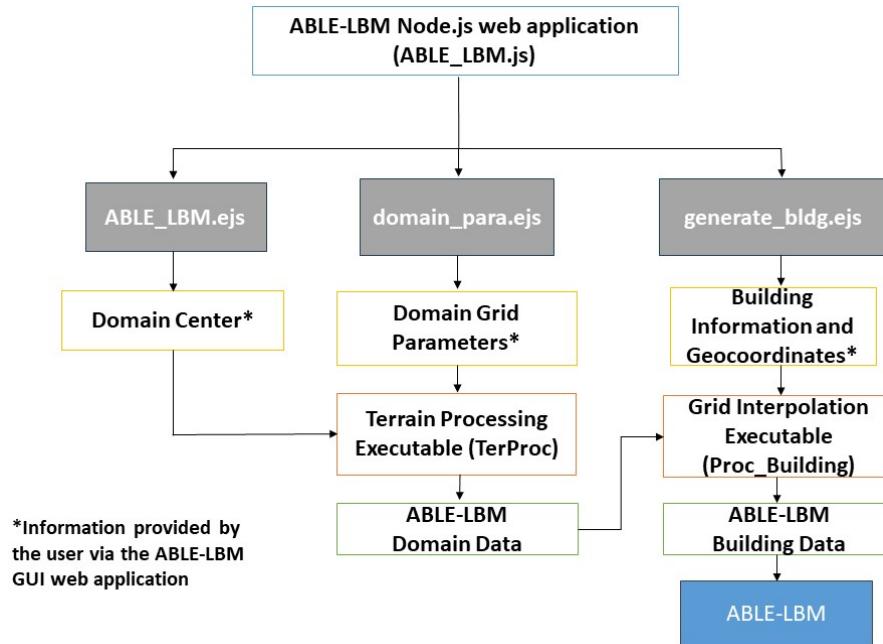 ABLE-LBM Node.js web application
(ABLE_LBM.js)
ABLE_LBM.ejs
domain_para.ejs
generate_bldg.ejs
Domain Center*
Domain Grid
Parameters*
Building
Information and
Geocoordinates*
Terrain Processing
Executable (TerProc)
Grid Interpolation
Executable
(Proc_Building)
ABLE-LBM
Domain Data
ABLE-LBM
Building Data
*Information provided by
the user via the ABLE-LBM
GUI web application
ABLE-LBM